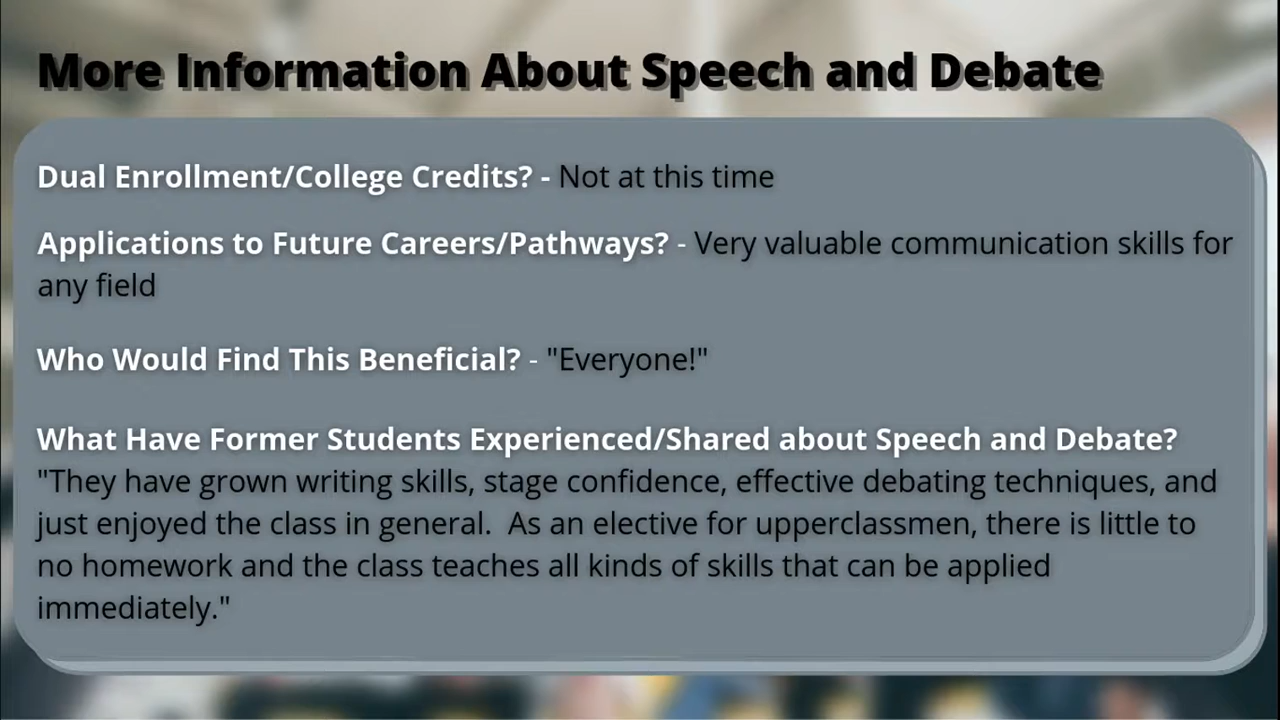 More Information About Speech and Debate
Dual Enrollment/College Credits? - Not at this time
Applications to Future Careers/Pathways? - Very valuable communication skills for
any field
Who Would Find This Beneficial? - "Everyone!"
What Have Former Students Experienced/Shared about Speech and Debate?
"They have grown writing skills, stage confidence, effective debating techniques, and
just enjoyed the class in general.  As an elective for upperclassmen, there is little to
no homework and the class teaches all kinds of skills that can be applied
immediately."